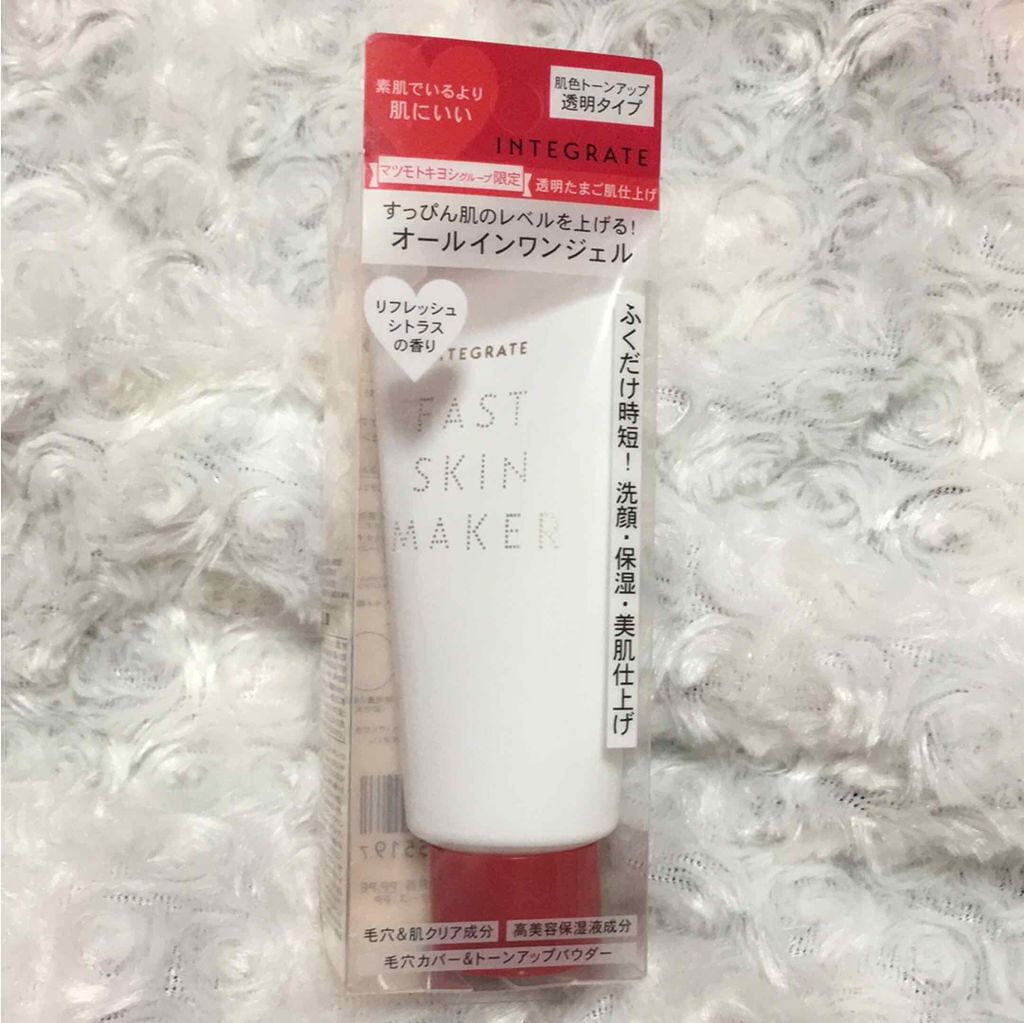 素肌でいるより
肌にいい
肌色トーンアップ
透明タイプ
INTEGRATE
マツモトキヨシグループ限定
透明たまご肌仕上げ
すっぴん肌のレベルを上げる!
オールインワンジェル
リフレッシュ
シトラス
の香り
TEGRATE
FAST
SKIN
MAKER
ふくだけ時短! 洗顔・保湿・美肌仕上げ
毛穴&肌クリア成分
高美容保湿液成分
毛穴カバー&トーンアップパウダー